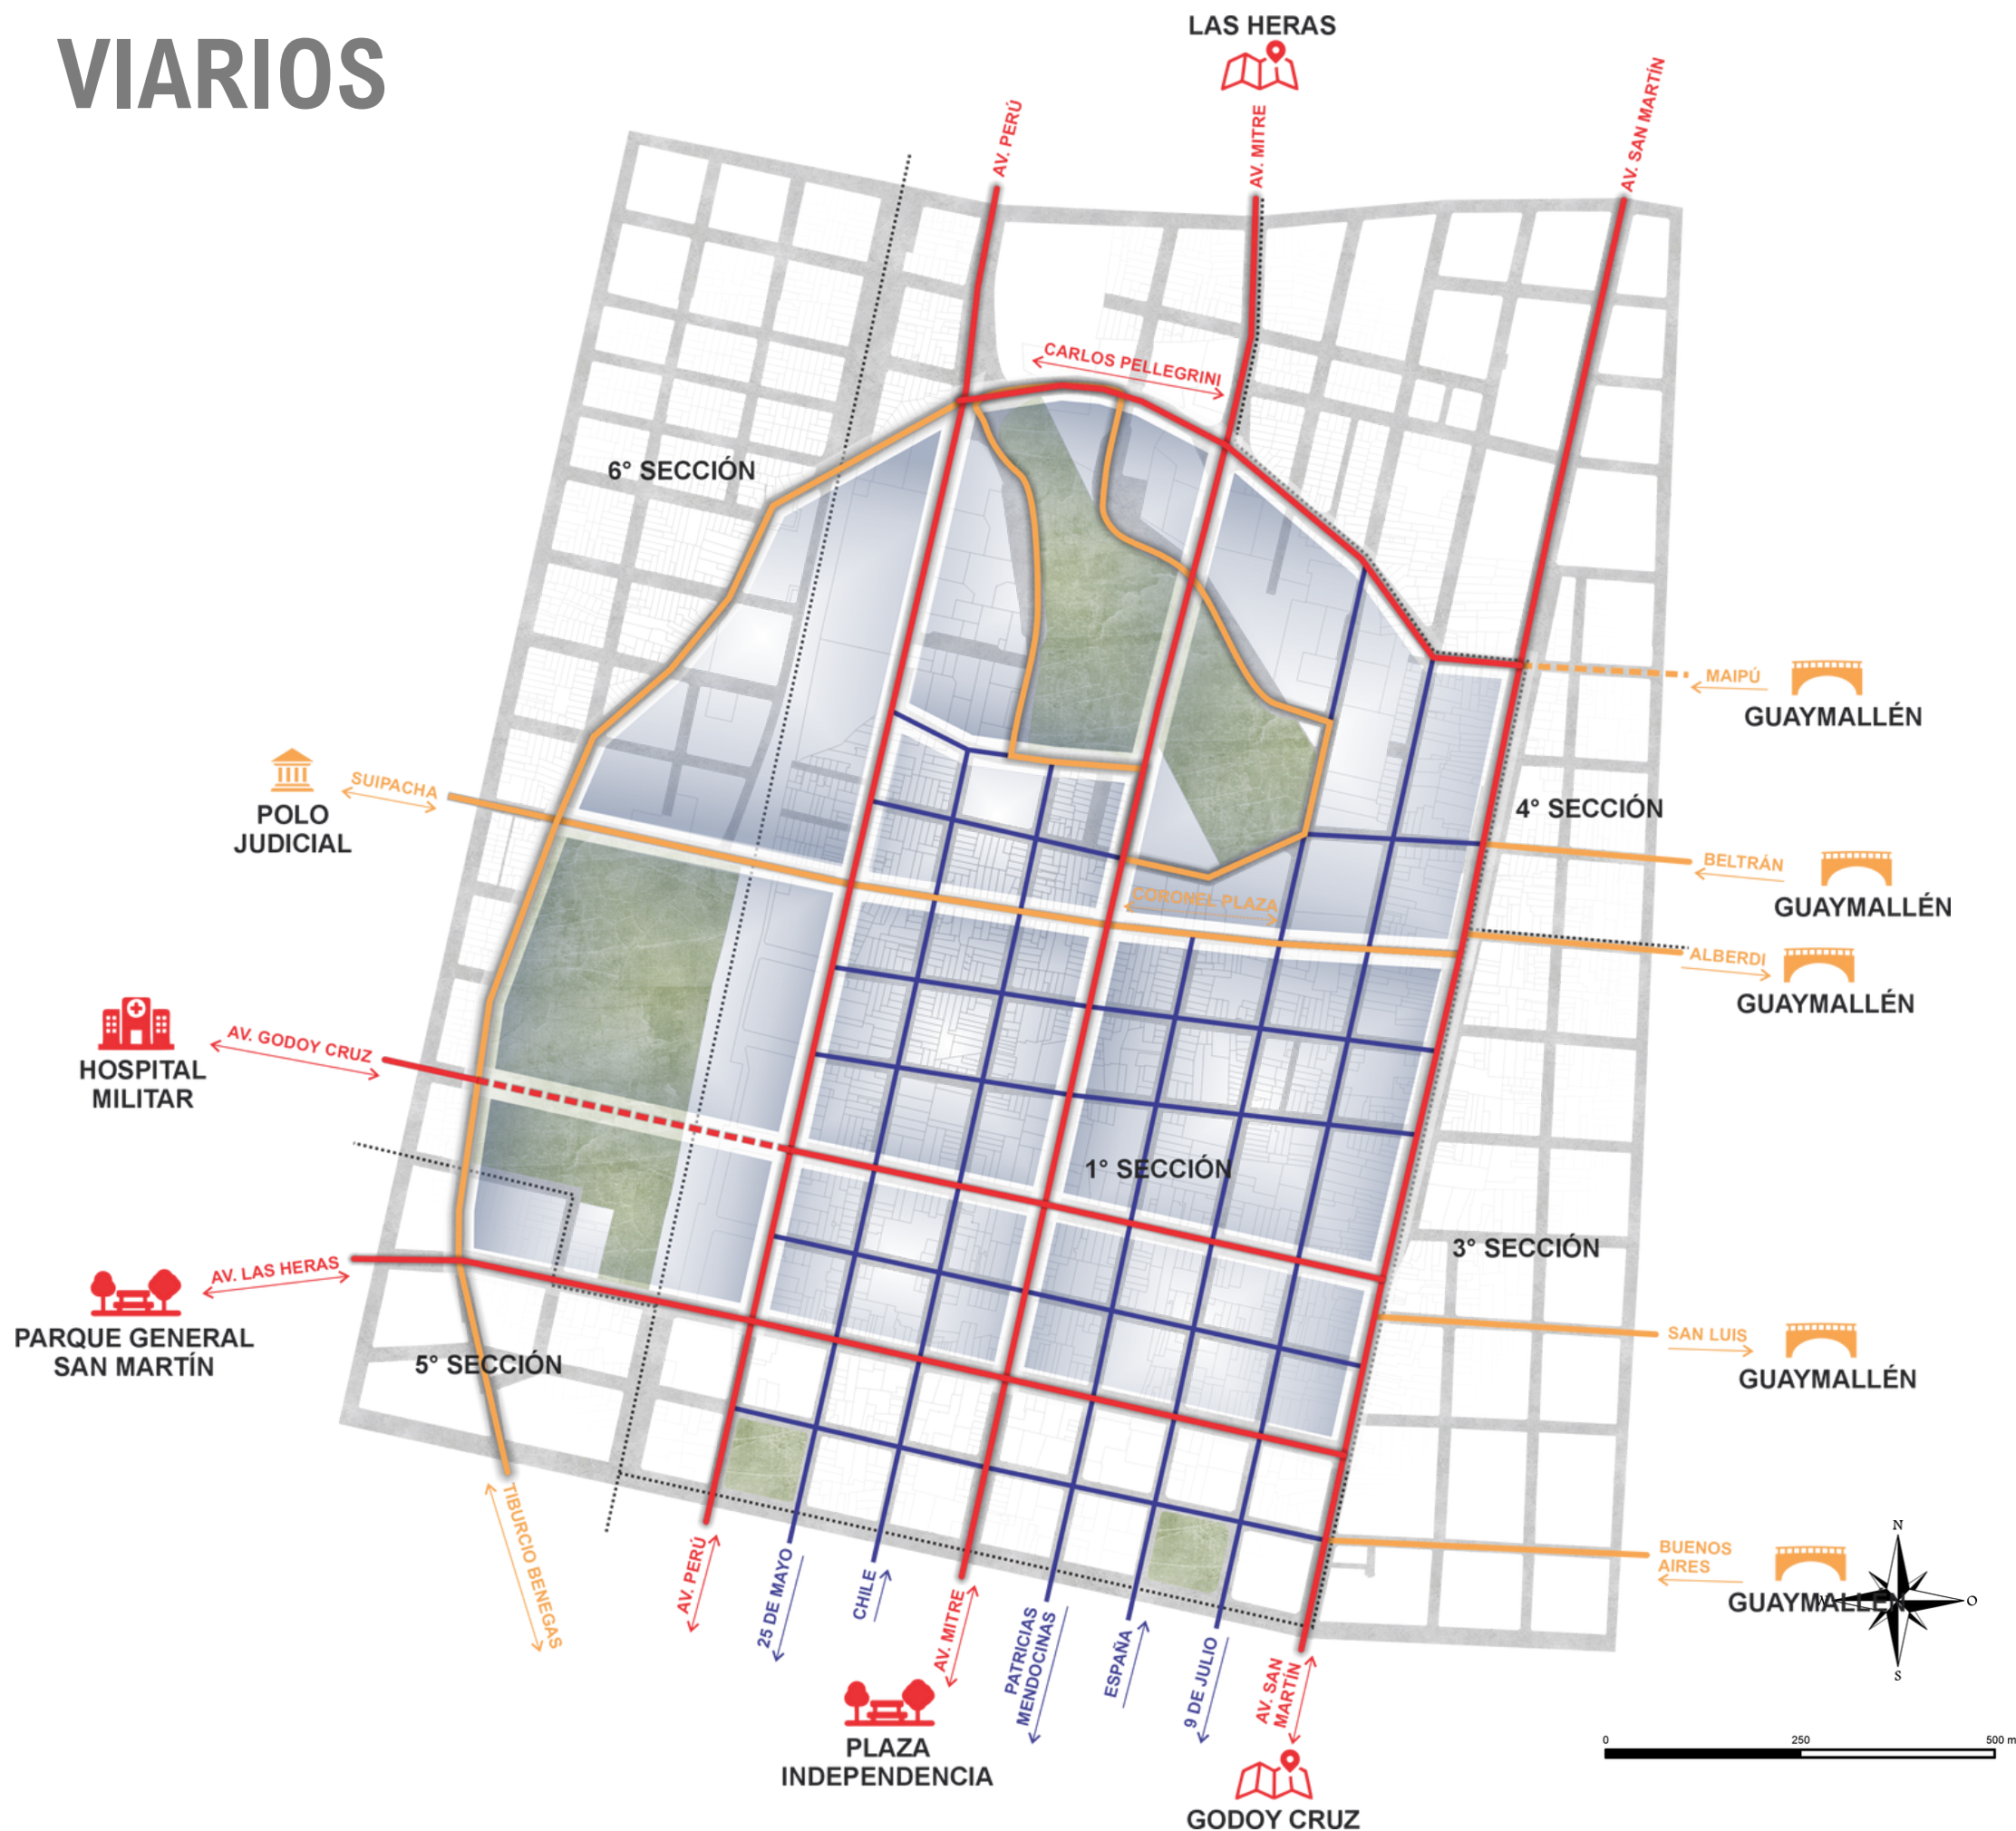 VIARIOS
LAS HERAS
AV. PERÚ
AV. MITRE
AV. SAN MARTÍN
CARLOS PELLEGRINI
6° SECCIÓN
MAIPÚ
GUAYMALLÉN
SUIPACHA
POLO
JUDICIAL
4° SECCIÓN
BELTRÁN
GUAYMALLÉN
CORONEL PLAZA
ALBERDI
GUAYMALLÉN
AV. GODOY CRUZ
HOSPITAL
MILITAR
1° SECCIÓN
3° SECCIÓN
AV. LAS HERAS
PARQUE GENERAL
SAN MARTÍN
5° SECCIÓN
SAN LUIS
GUAYMALLÉN
TIBURCIO BENEGAS
AV. PERÚ
25 DE MAYO
CHILE
AV. MITRE
PATRICIAS
MENDOCINAS
ESPAÑA
9 DE JULIO
AV. SAN
MARTÍN
BUENOS
AIRES
GUAYMALLÉN
N
O
S
PLAZA
INDEPENDENCIA
GODOY CRUZ
0 250 500 m